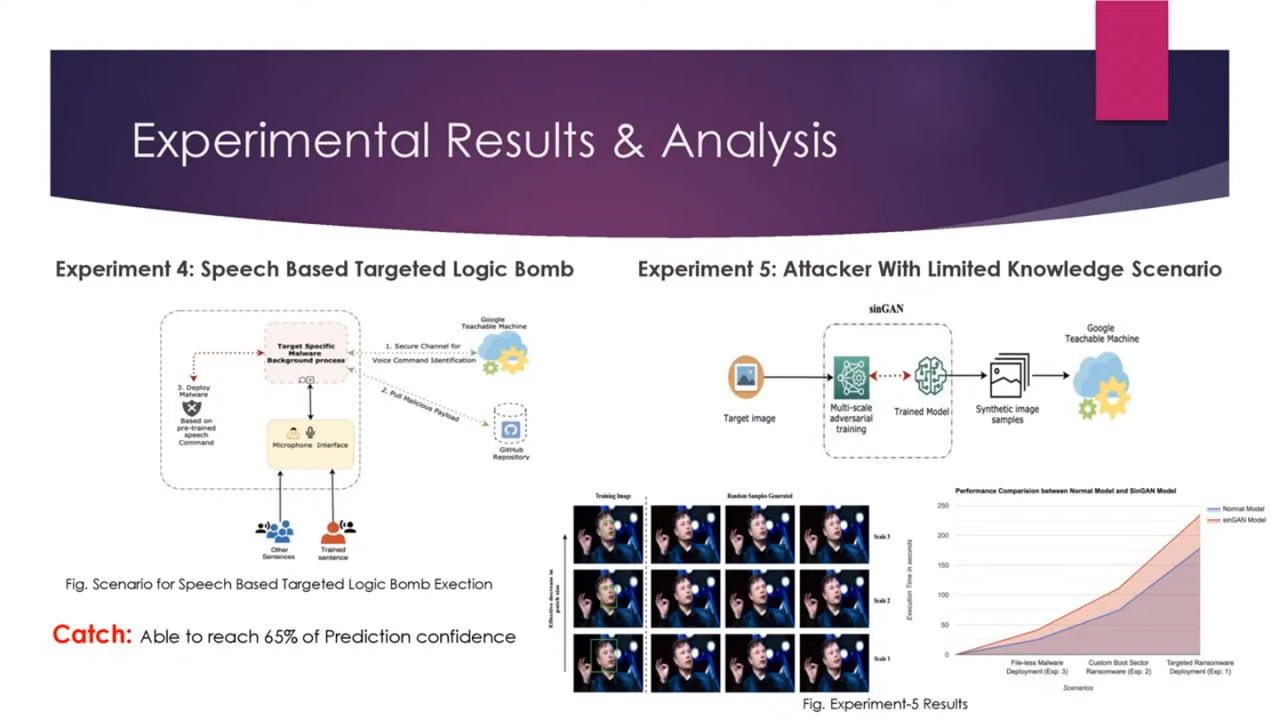 Experimental Results & Analysis
Experiment 4: Speech Based Targeted Logic Bomb
Target Specific
Malware
Background process
1. Secure Channel for
Voice Command Identification
Google
Teachable Machine
2. Pull Malicious Payload
GitHub
Repository
3. Deploy
Malware
Based on
pre-trained
speech
Command
Microphone Interface
Other
Sentences
Trained
sentence
Fig. Scenario for Speech Based Targeted Logic Bomb Exection
Catch: Able to reach 65% of Prediction confidence
Experiment 5: Attacker With Limited Knowledge Scenario
sinGAN
Target image
Multi-scale
adversarial
training
Trained Model
Synthetic image
samples
Google
Teachable Machine
Training Image
Random Samples Generated
Effective decrease in
patch size
Scale 3
Scale 2
Scale 1
Performance Comparision between Normal Model and SinGAN Model
Normal Model
sinGAN Model
Execution Time in seconds
250
200
150
100
50
0
File-less Malware
Deployment (Exp: 3)
Custom Boot Sector
Ransomware (Exp: 2)
Targeted Ransomware
Deployment (Exp: 1)
Scenarios
Fig. Experiment-5 Results